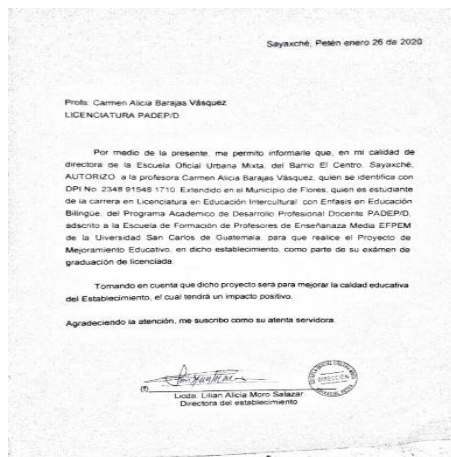 Sayaxché, Petén enero 26 de 2020
Profa. Carmen Alicia Barajas Vásquez
LICENCIATURA PADEP/D
Por medio de la presente, me permito informarle que, en mi calidad de
directora de la Escuela Oficial Urbana Mixta, del Barrio El Centro, Sayaxché,
AUTORIZO a la profesora Carmen Alicia Barajas Vásquez, quien se identifica con
DPI No. 2348 91548 1710 Extendido en el Municipio de Flores, quien es estudiante
de la carrera en Licenciatura en Educación Intercultural con Enfasis en Educación
Bilingüe, del Programa Academico de Desarrollo Profesional Docente PADEP/D,
adscrito a la Escuela de Formación de Profesores de Enseñanaza Media EFPEM
de la Uiversidad San Carlos de Guatemala, para que realice el Proyecto de
Mejoramiento Educativo, en dicho establecimiento, como parte de su exámen de
graduación de licenciada.
Tomando en cuenta que dicho proyecto será para mejorar la caldad educativa
del Establecimiento, el cual tendrá un impacto positivo.
Agradeciendo la atención, me suscribo como su atenta servidora.
(f)
Licda. Lilian Alicia Moro Salazar
Directora del establecimiento
DIRECCIÓN